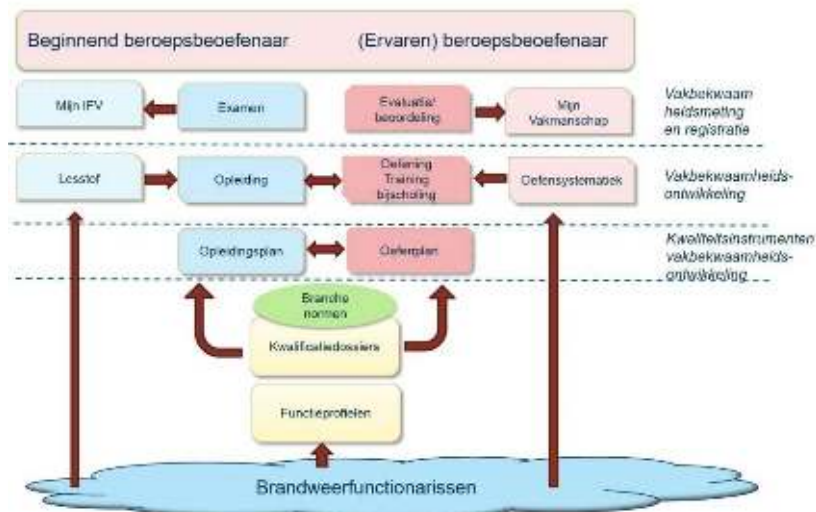 Beginnend beroepsbeoefenaar
(Ervaren) beroepsbeoefenaar
Mijn IFV
Examen
Evaluatie/
beoordeling
Mijn
Vakmanschap
Vakbekwaam
heidsmeting
en registratie
Lesstof
Opleiding
Oefening
Training
bijscholing
Oefensystematiek
Vakbekwaamheids-
ontwikkeling
Opleidingsplan
Oefenplan
Kwaliteitsinstrumenten
vakbekwaamheids-
ontwikkeling
Branche
normen
Kwalificatiedossiers
Functieprofielen
Brandweerfunctionarissen